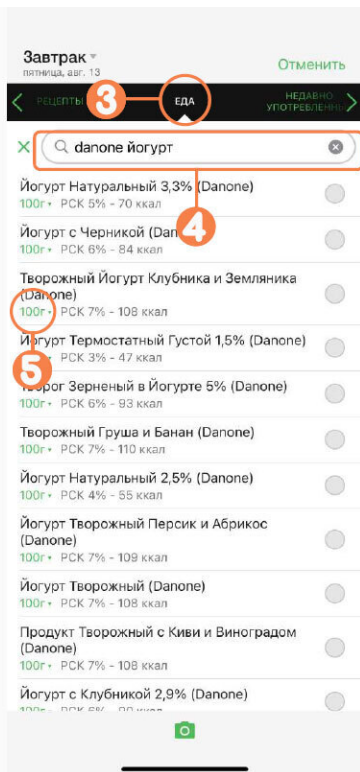 Завтрак
пятница, авг. 13
Отменить
РЕЦЕПТЫ
3
ЕДА
НЕДАВНО
УПОТРЕБЛЕННЫ
danone йогурт
4
Йогурт Натуральный 3,3% (Danone)
100г • РСК 5% - 70 ккал
Йогурт с Черникой (Dan
100г • РСК 6% - 84 ккал
Творожный Йогурт Клубника и Земляника
(Danone)
100г • РСК 7% - 108 ккал
5
Йогурт Термостатный Густой 1,5% (Danone)
РСК 3% - 47 ккал
Зерненый в Йогурте 5% (Danone)
100г • РСК 6% - 93 ккал
Творожный Груша и Банан (Danone)
100г • РСК 7% - 110 ккал
Йогурт Натуральный 2,5% (Danone)
100г • РСК 4% - 55 ккал
Йогурт Творожный Персик и Абрикос
(Danone)
100г • РСК 7% - 109 ккал
Йогурт Творожный (Danone)
100г • РСК 7% - 108 ккал
Продукт Творожный с Киви и Виноградом
(Danone)
100г • РСК 7% - 108 ккал
Йогурт с Клубникой 2,9% (Danone)